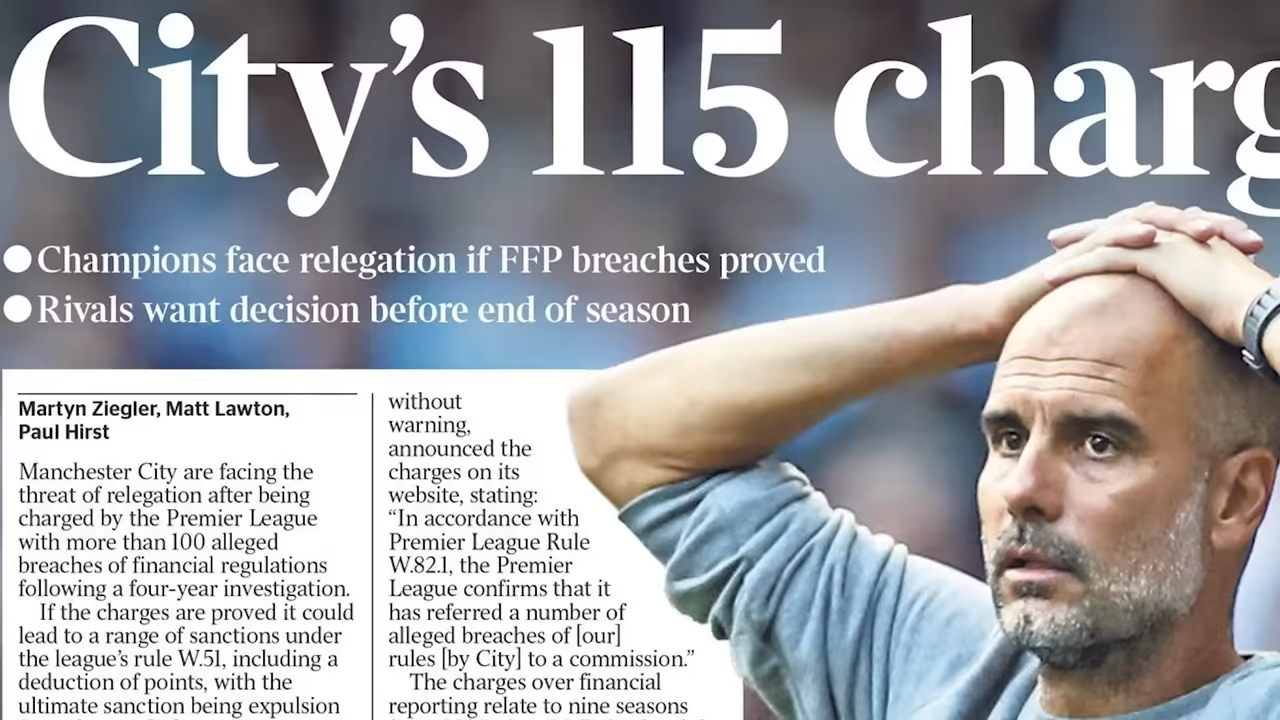 City's 115 charg
● Champions face relegation if FFP breaches proved
● Rivals want decision before end of season
Martyn Ziegler, Matt Lawton,
Paul Hirst
Manchester City are facing the
threat of relegation after being
charged by the Premier League
with more than 100 alleged
breaches of financial regulations
following a four-year investigation.
If the charges are proved it could
lead to a range of sanctions under
the league's rule W.51, including a
deduction of points, with the
ultimate sanction being expulsion
without
warning,
announced the
charges on its
website, stating:
“In accordance with
Premier League Rule
W.82.1, the Premier
League confirms that it
has referred a number of
alleged breaches of [our]
rules [by City] to a commission.”
The charges over financial
reporting relate to nine seasons